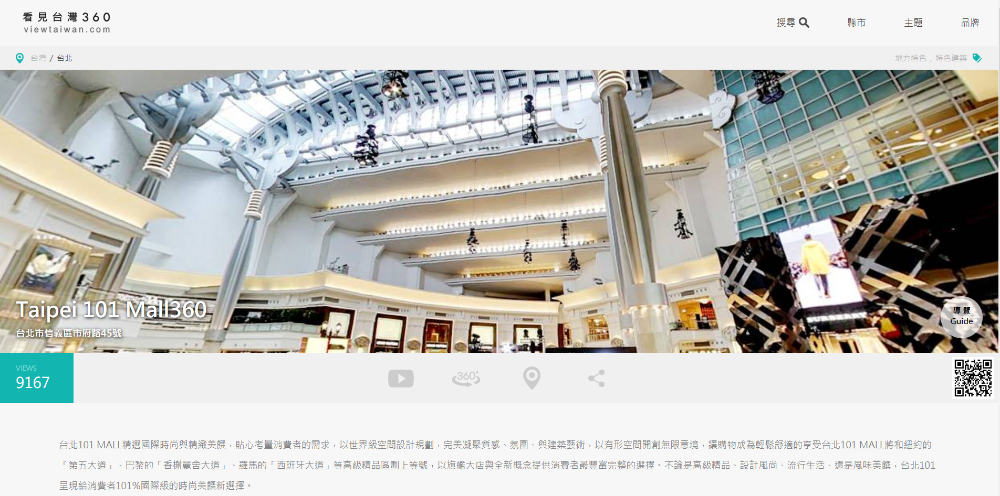 看見台灣360
viewtaiwan.com
搜尋
縣市
主題
品牌
台灣 / 台北
地方特色 , 特色建築
Taipei 101 Mall360
台北市信義區市府路45號
導覽
Guide
VIEWS
9167
360°
台北101 MALL精選國際時尚與精緻美饌，貼心考量消費者的需求，以世界級空間設計規劃，完美凝聚質感、氛圍、與建築藝術，以有形空間開創無限意境，讓購物成為輕鬆舒適的享受台北101 MALL將和紐約的
「第五大道」、巴黎的「香榭麗舍大道」、羅馬的「西班牙大道」等高級精品區劃上等號，以旗艦大店與全新概念提供消費者最豐富完整的選擇。不論是高級精品、設計風尚、流行生活、還是風味美饌，台北101
呈現給消費者101%國際級的時尚美饌新選擇。